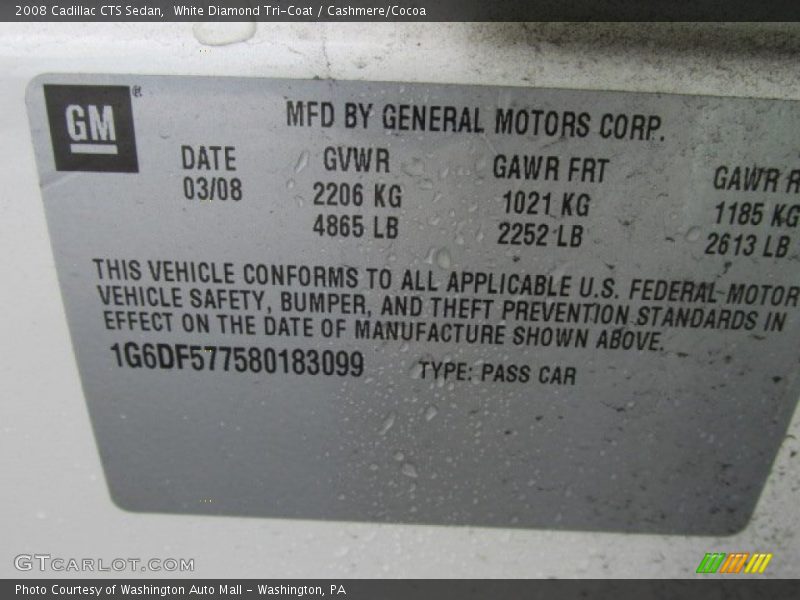 2008 Cadillac CTS Sedan, White Diamond Tri-Coat / Cashmere/Cocoa
GM®
MFD BY GENERAL MOTORS CORP.
DATE GVWR GAWR FRT GAWR R
03/08 2206 KG 1021 KG 1185 KG
4865 LB 2252 LB 2613 LB
THIS VEHICLE CONFORMS TO ALL APPLICABLE U.S. FEDERAL MOTOR
VEHICLE SAFETY, BUMPER, AND THEFT PREVENTION STANDARDS IN
EFFECT ON THE DATE OF MANUFACTURE SHOWN ABOVE.
1G6DF577580183099 TYPE: PASS CAR
GTCARLOT.COM
Photo Courtesy of Washington Auto Mall - Washington, PA